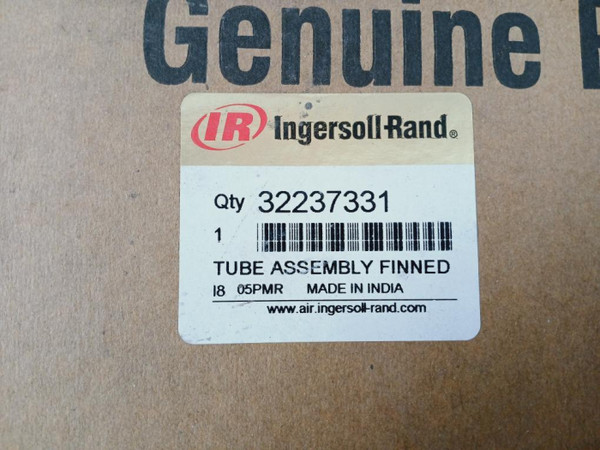 Genuine
IR Ingersoll-Rand®
Qty 32237331
1
TUBE ASSEMBLY FINNED
I8 05PMR MADE IN INDIA
www.air.ingersoll-rand.com